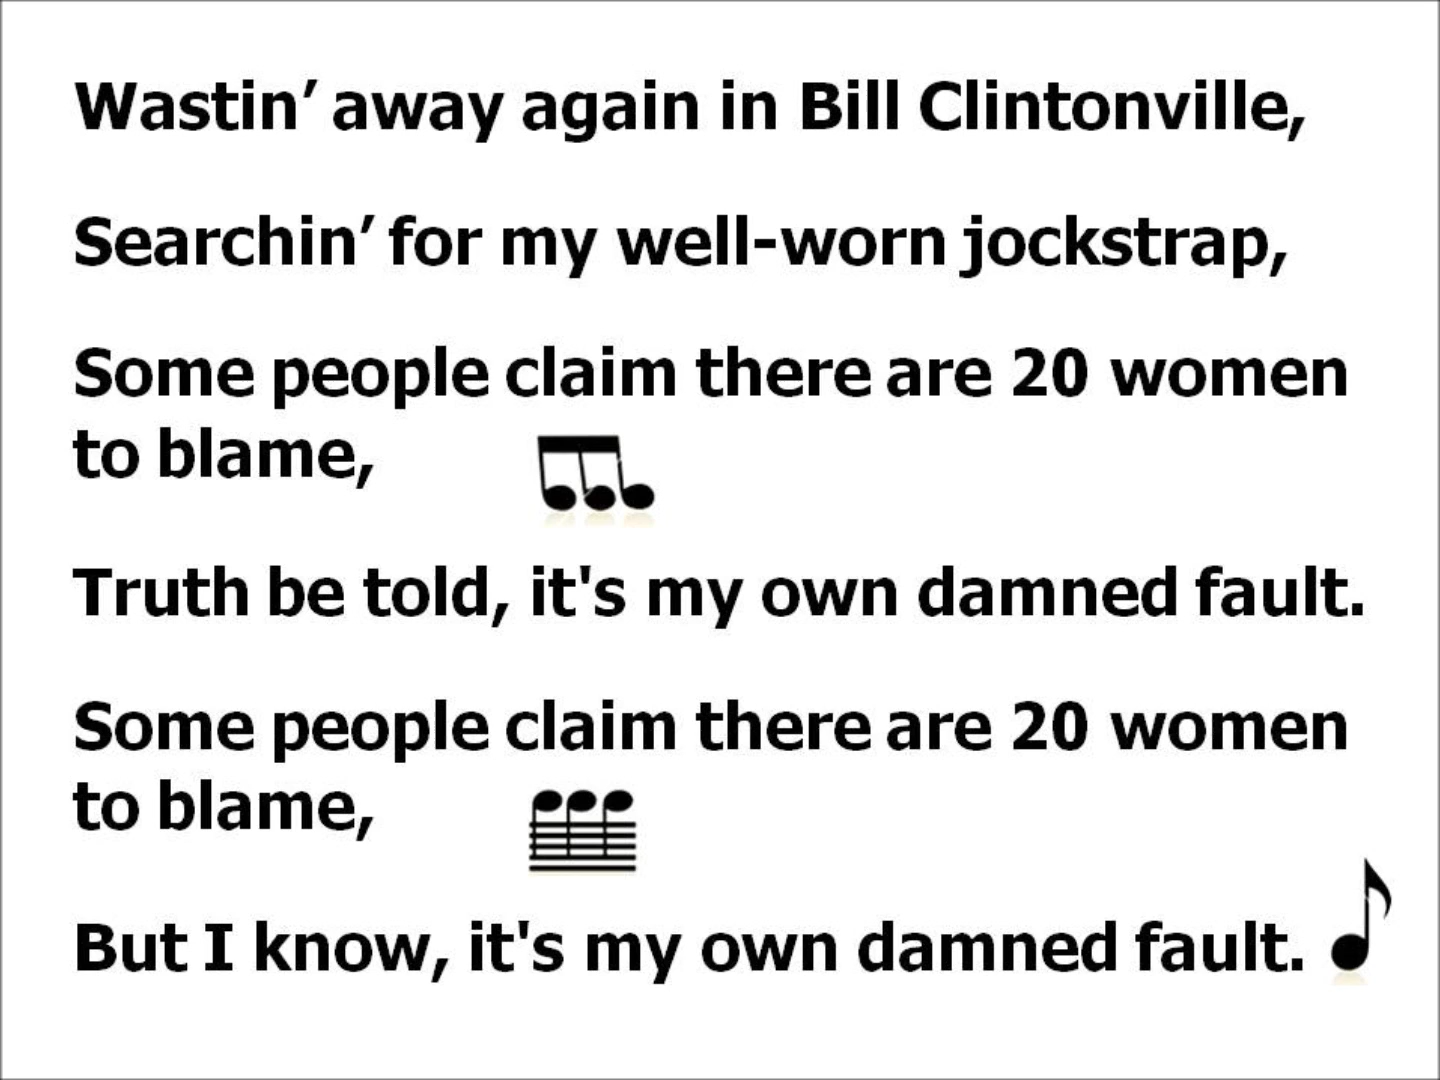 Wastin’ away again in Bill Clintonville,
Searchin’ for my well-worn jockstrap,
Some people claim there are 20 women
to blame,
Truth be told, it's my own damned fault.
Some people claim there are 20 women
to blame,
But I know, it's my own damned fault.